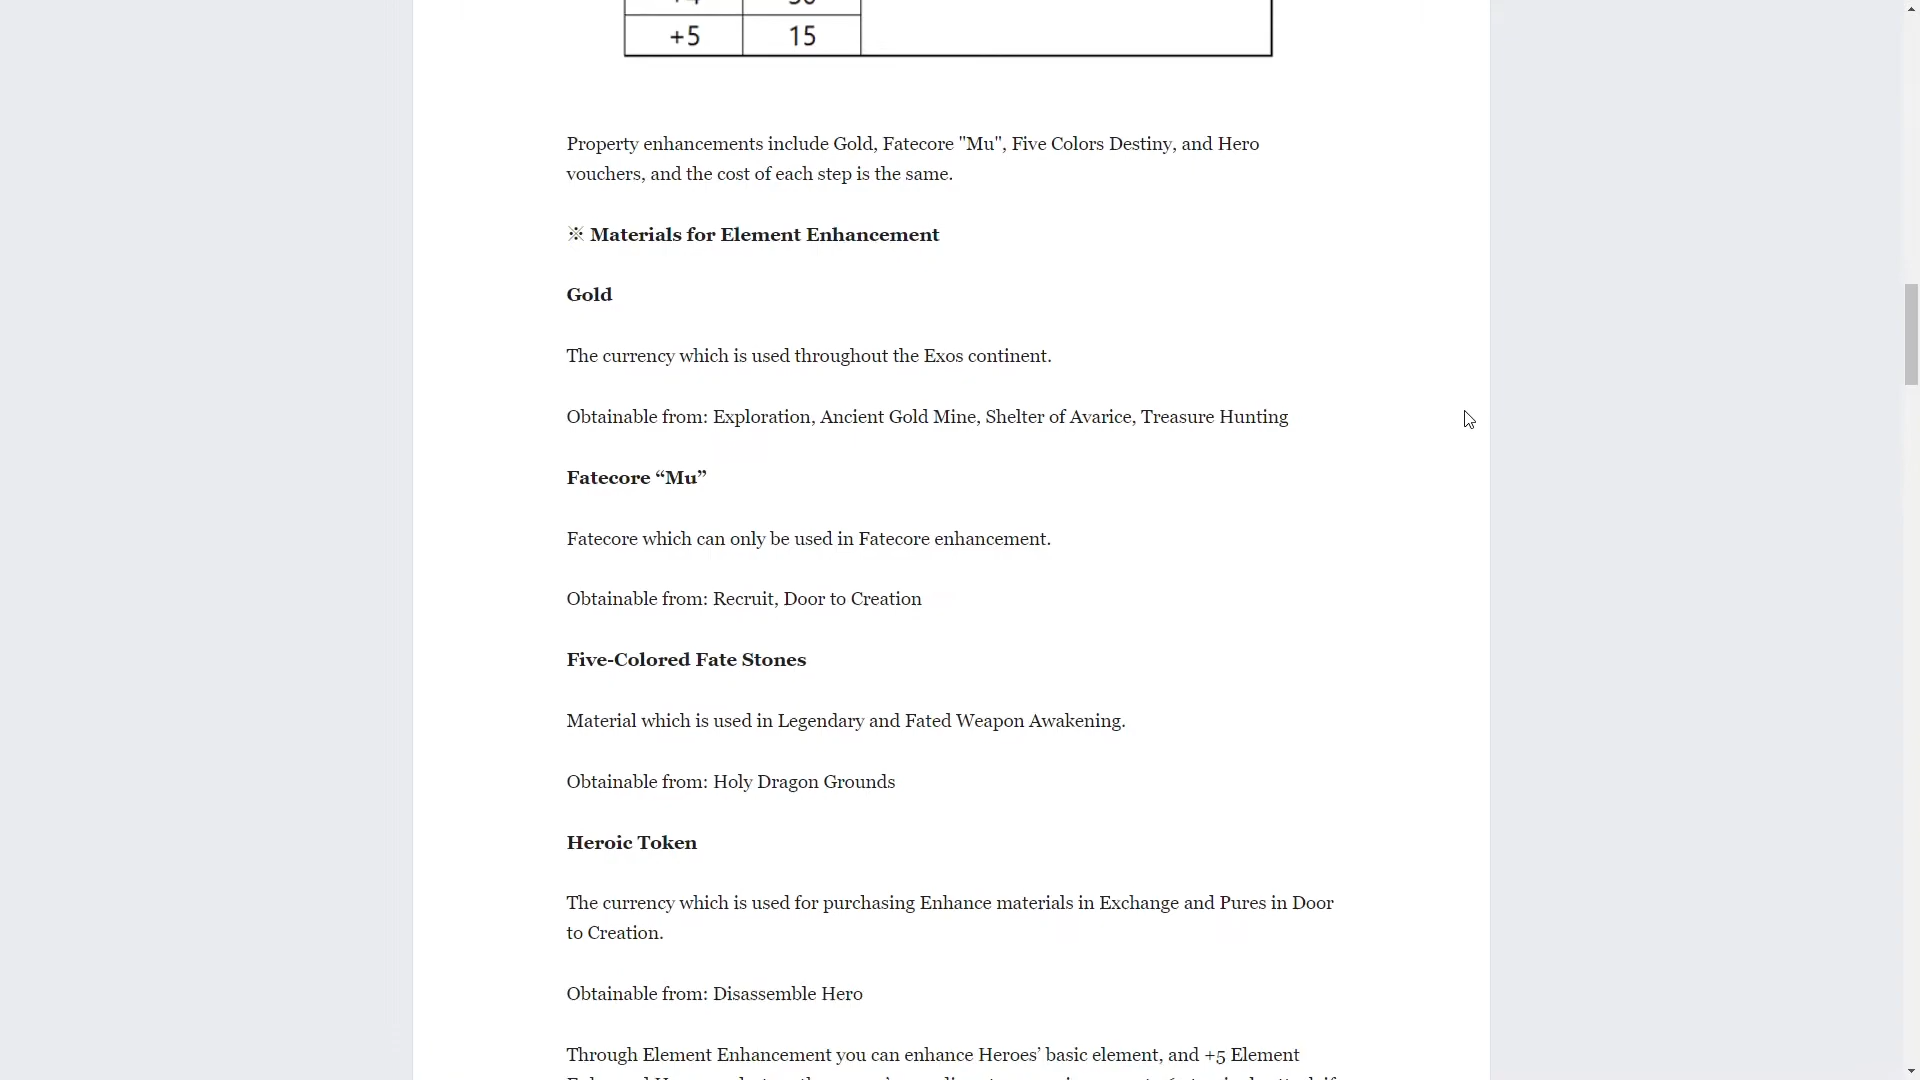 +5 15
Property enhancements include Gold, Fatecore "Mu", Five Colors Destiny, and Hero
vouchers, and the cost of each step is the same.
※ Materials for Element Enhancement
Gold
The currency which is used throughout the Exos continent.
Obtainable from: Exploration, Ancient Gold Mine, Shelter of Avarice, Treasure Hunting
Fatecore “Mu”
Fatecore which can only be used in Fatecore enhancement.
Obtainable from: Recruit, Door to Creation
Five-Colored Fate Stones
Material which is used in Legendary and Fated Weapon Awakening.
Obtainable from: Holy Dragon Grounds
Heroic Token
The currency which is used for purchasing Enhance materials in Exchange and Pures in Door
to Creation.
Obtainable from: Disassemble Hero
Through Element Enhancement you can enhance Heroes’ basic element, and +5 Element